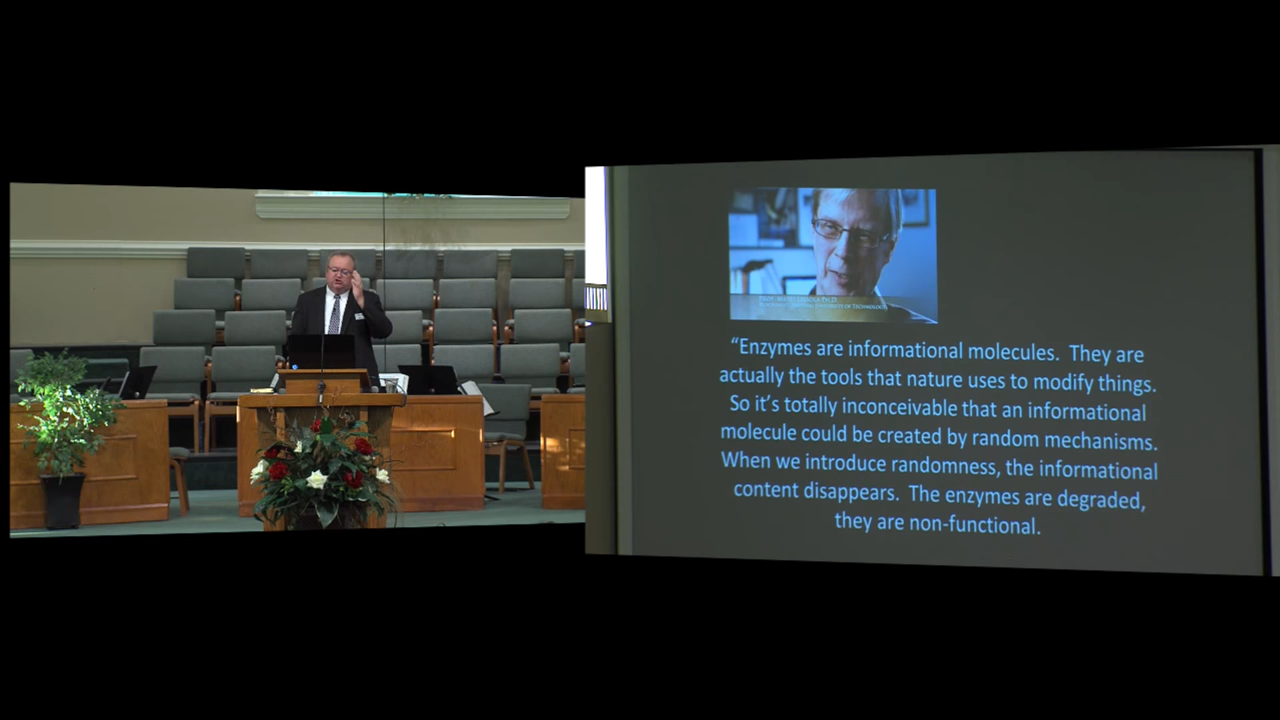 “Enzymes are informational molecules. They are
actually the tools that nature uses to modify things.
So it’s totally inconceivable that an informational
molecule could be created by random mechanisms.
When we introduce randomness, the informational
content disappears. The enzymes are degraded,
they are non-functional.